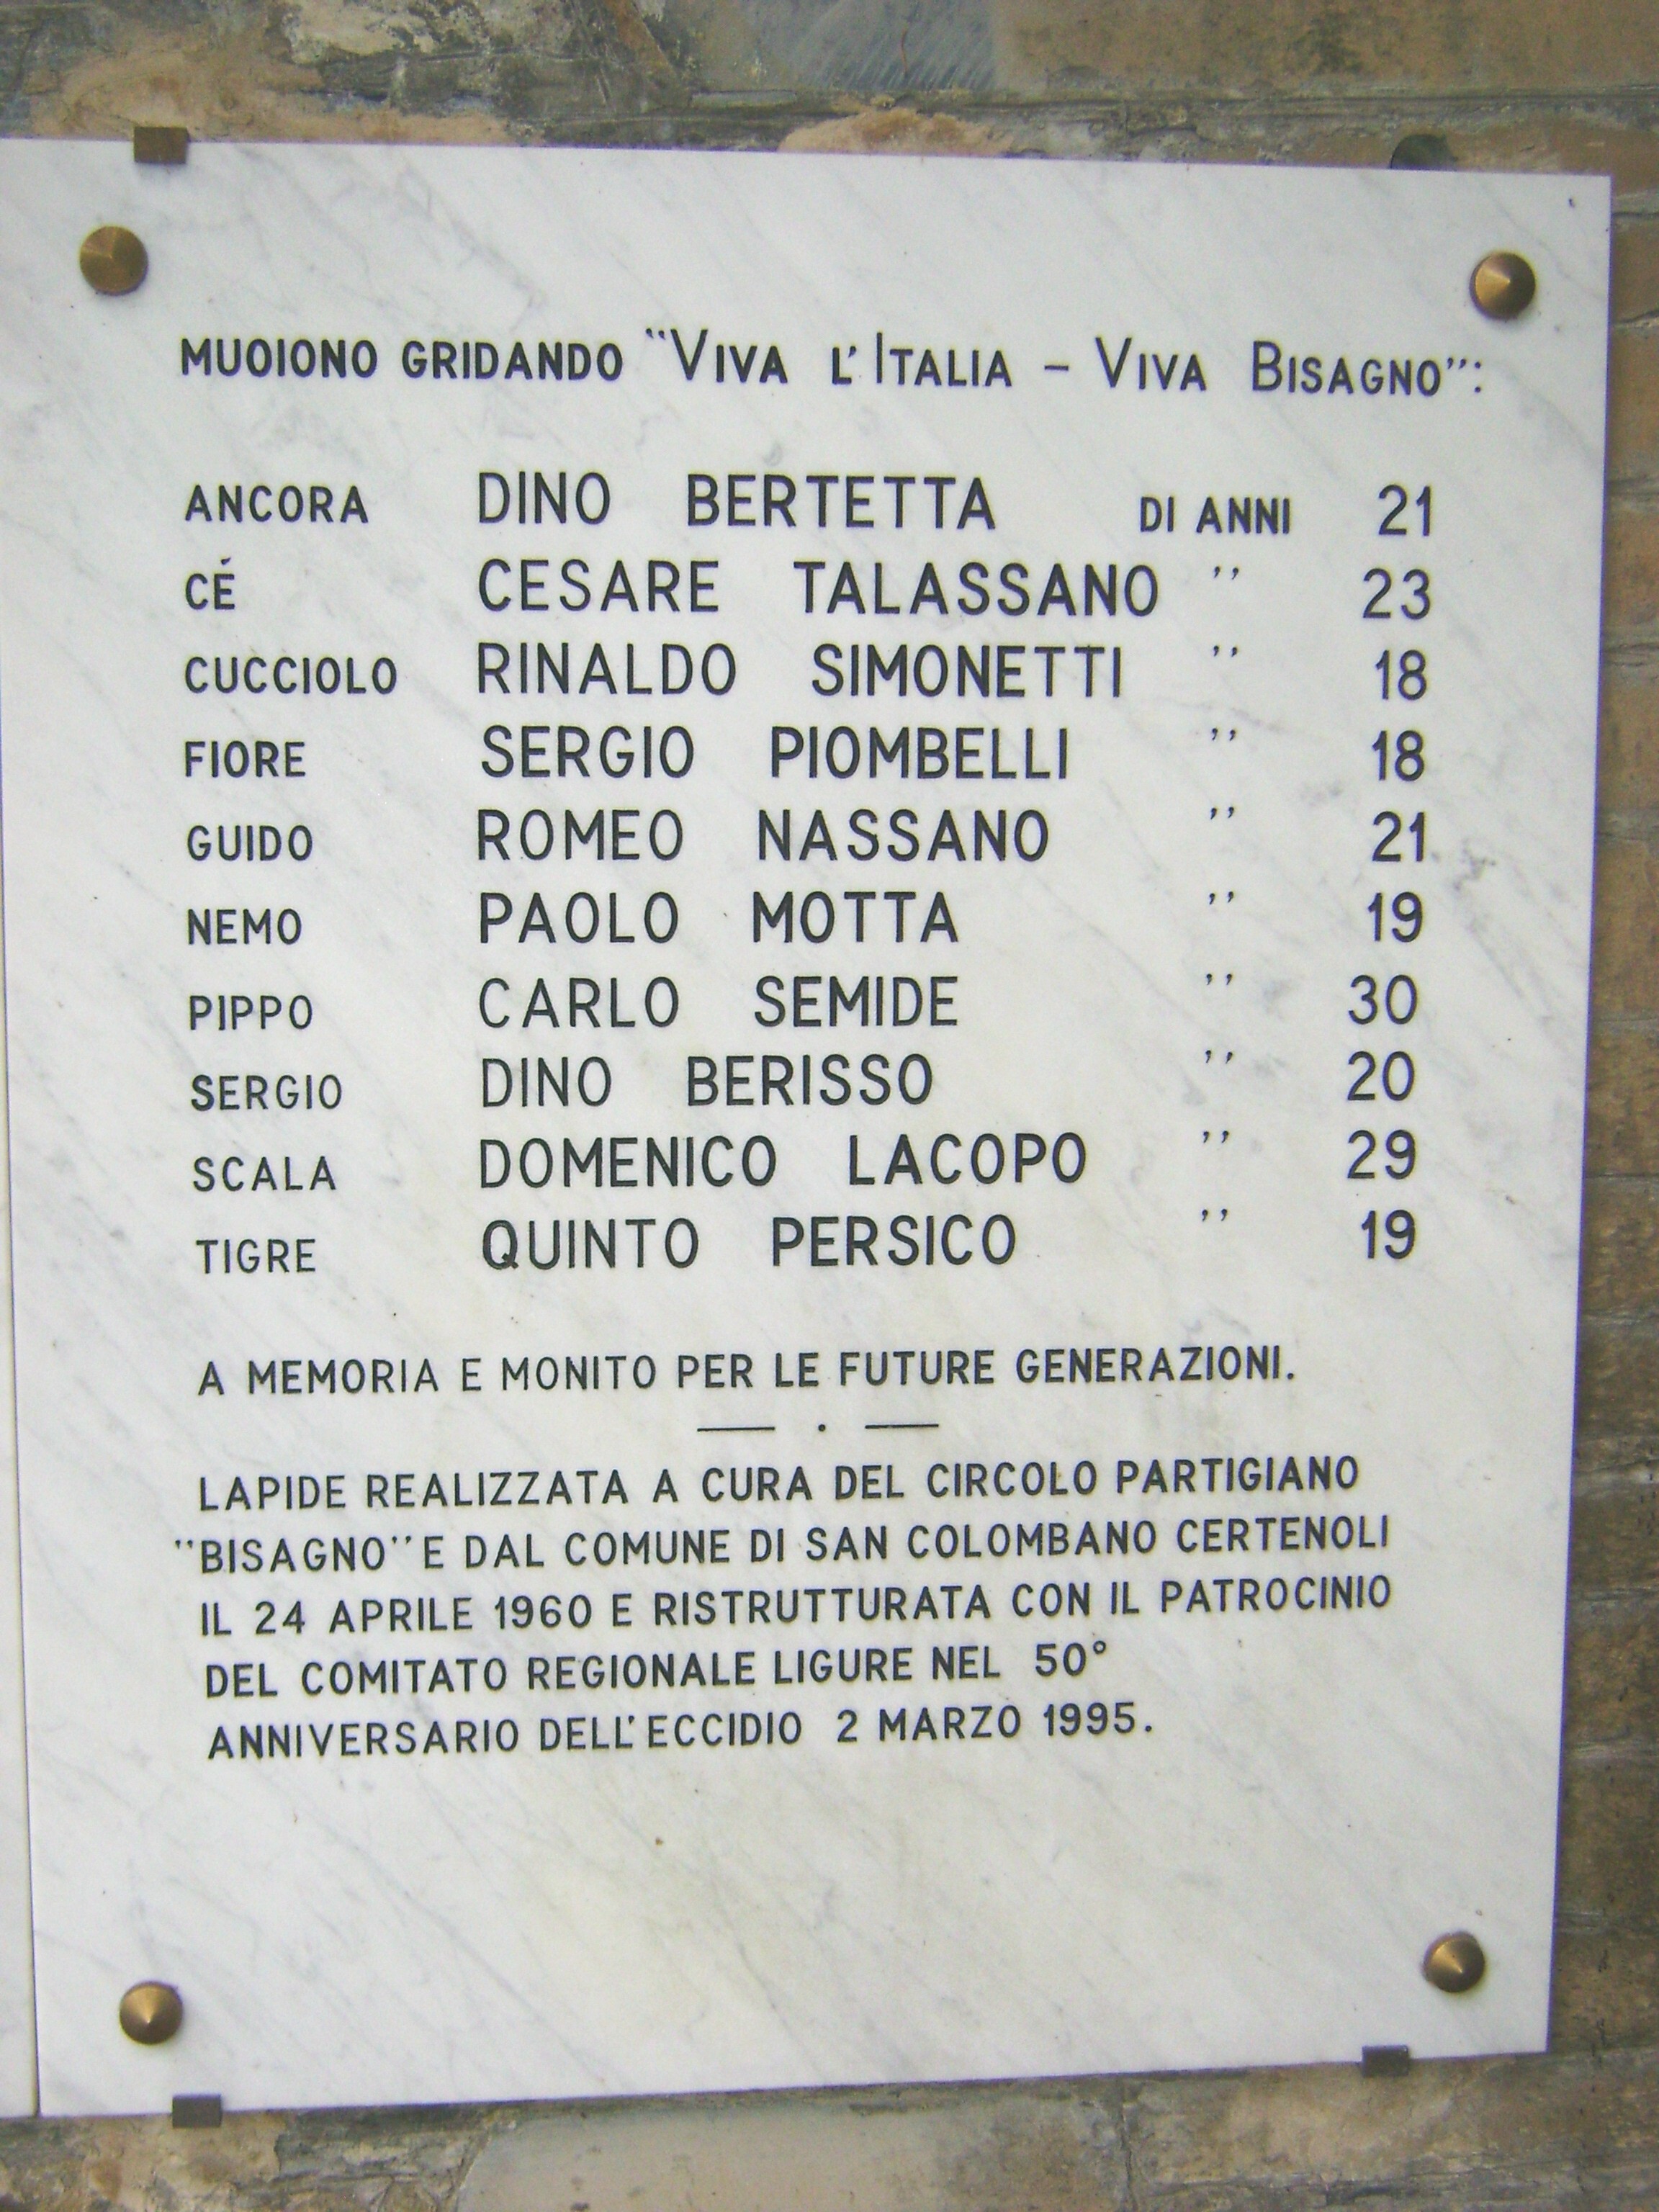 MUOIONO GRIDANDO "VIVA L'ITALIA - VIVA BISAGNO":
ANCORA DINO BERTETTA DI ANNI 21
CÉ CESARE TALASSANO " 23
CUCCIOLO RINALDO SIMONETTI " 18
FIORE SERGIO PIOMBELLI " 18
GUIDO ROMEO NASSANO " 21
NEMO PAOLO MOTTA " 19
PIPPO CARLO SEMIDE " 30
SERGIO DINO BERISSO " 20
SCALA DOMENICO LACOPO " 29
TIGRE QUINTO PERSICO " 19
A MEMORIA E MONITO PER LE FUTURE GENERAZIONI.
— . —
LAPIDE REALIZZATA A CURA DEL CIRCOLO PARTIGIANO
"BISAGNO" E DAL COMUNE DI SAN COLOMBANO CERTENOLI
IL 24 APRILE 1960 E RISTRUTTURATA CON IL PATROCINIO
DEL COMITATO REGIONALE LIGURE NEL 50°
ANNIVERSARIO DELL'ECCIDIO 2 MARZO 1995.